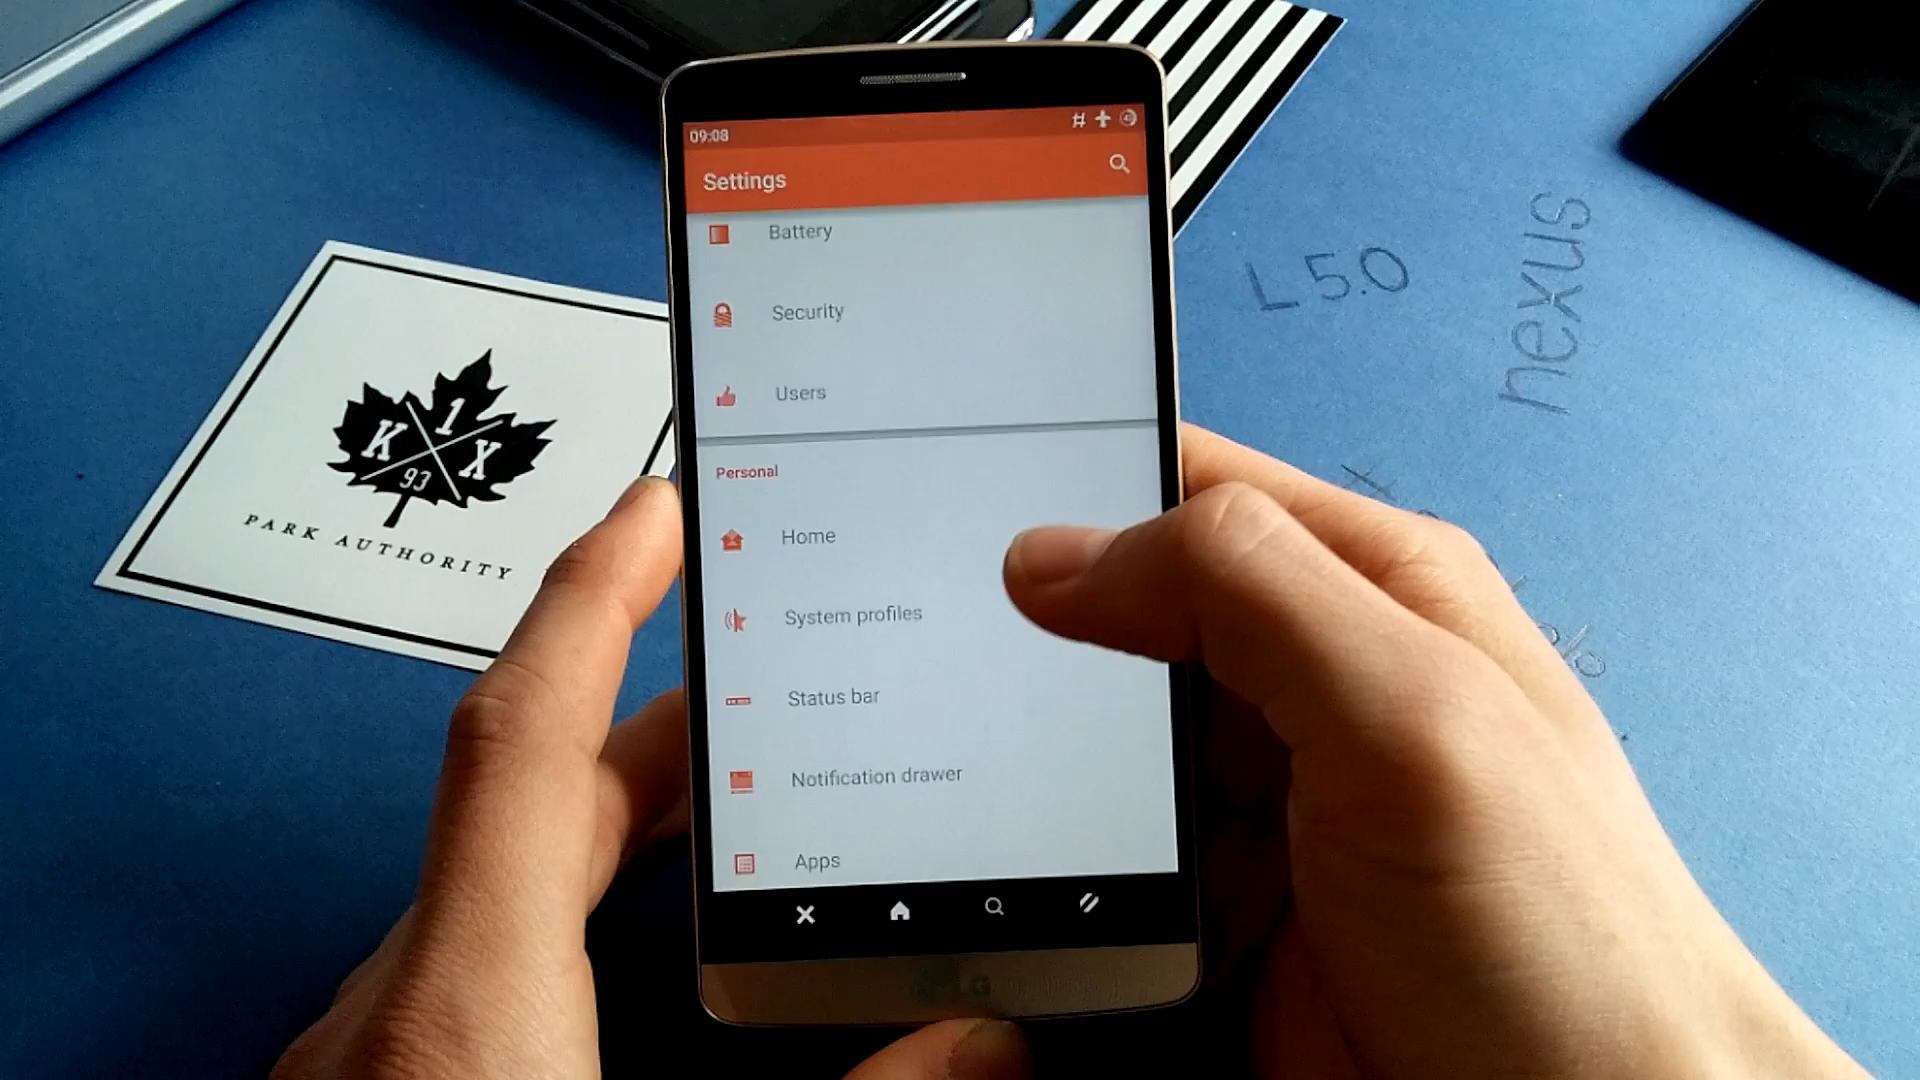 09:08
Settings
Battery
Security
Users
Personal
Home
System profiles
Status bar
Notification drawer
Apps
LG
K 1 X
93
PARK AUTHORITY
L 5.0
nexus